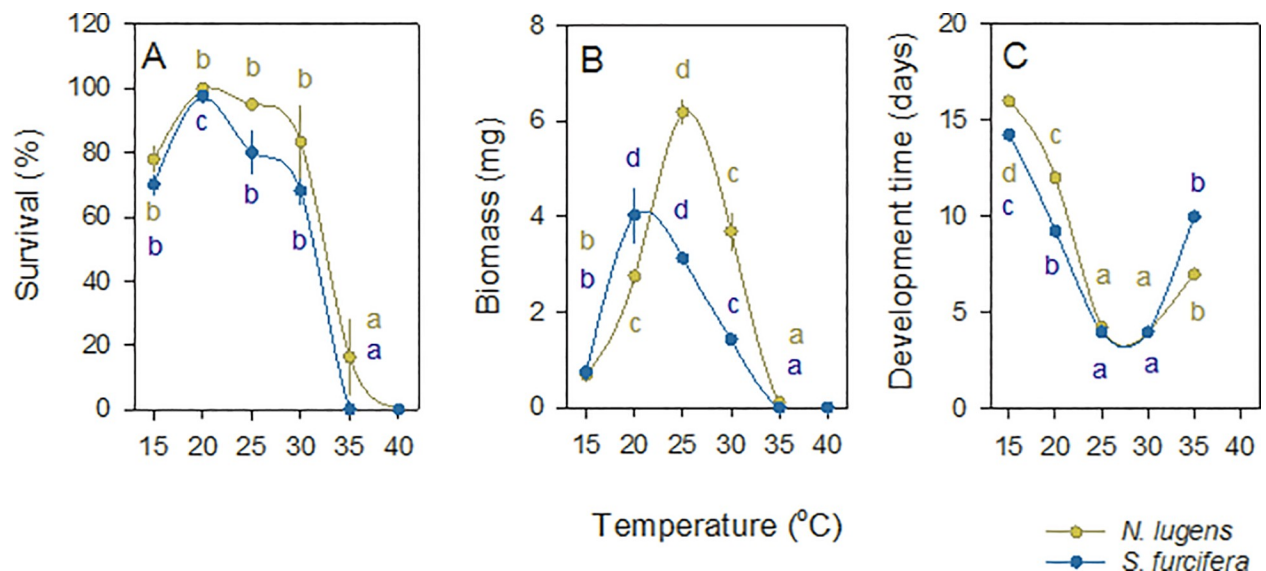 120
100
80
60
40
20
0
Survival (%)
A
b
b
b
b
c
b
b
b
b
a
a
15 20 25 30 35 40
8
6
4
2
0
Biomass (mg)
B
d
d
d
c
b
b
c
c
a
a
15 20 25 30 35 40
Temperature (oC)
20
15
10
5
0
Development time (days)
C
c
d
c
b
b
a
a
b
a
a
15 20 25 30 35 40
N. lugens
S. furcifera